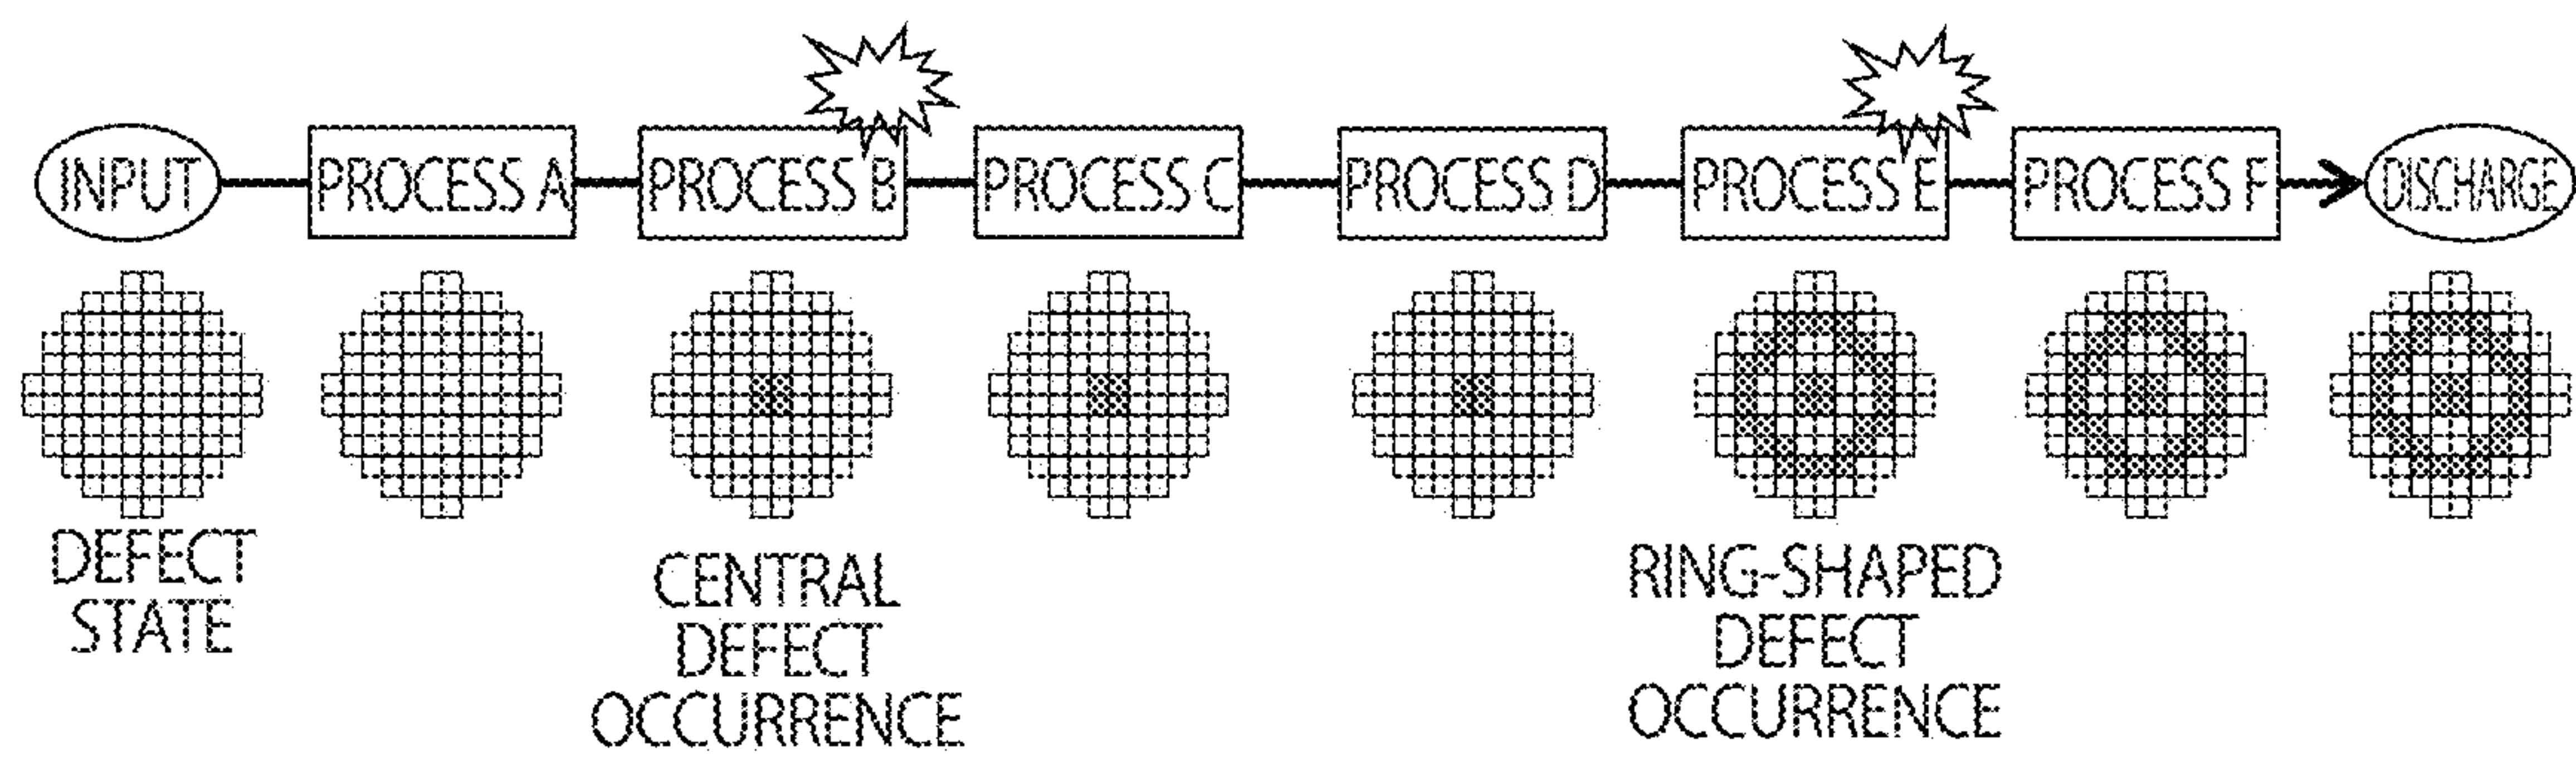 INPUT
PROCESS A
PROCESS B
PROCESS C
PROCESS D
PROCESS E
PROCESS F
DISCHARGE
DEFECT
STATE
CENTRAL
DEFECT
OCCURRENCE
RING-SHAPED
DEFECT
OCCURRENCE